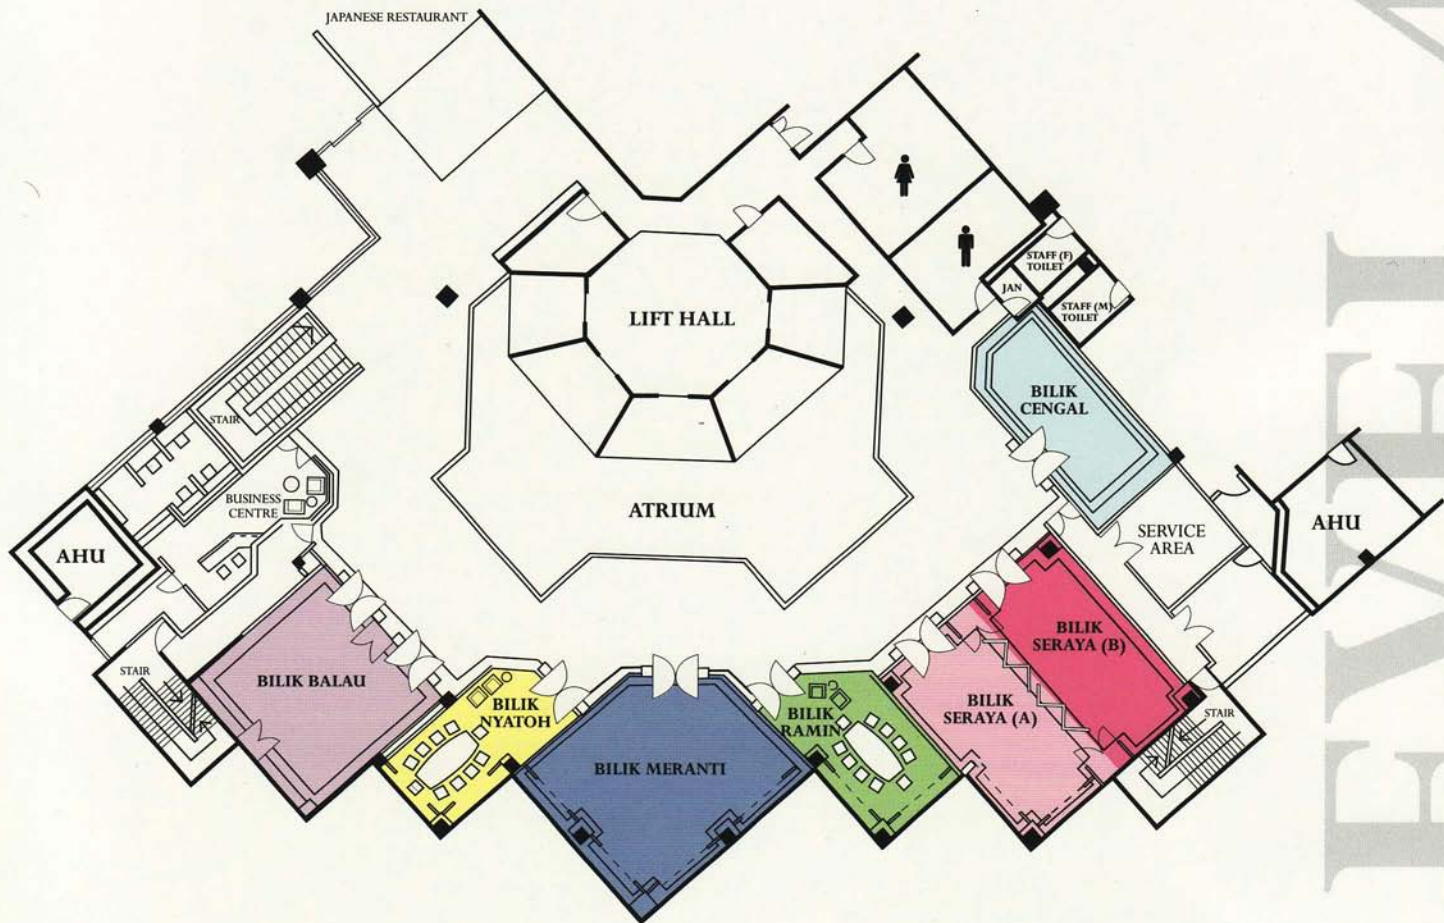 JAPANESE RESTAURANT
STAFF (F)
TOILET
JAN
STAFF (M)
TOILET
LIFT HALL
BILIK
CENGAL
STAIR
BUSINESS
CENTRE
ATRIUM
AHU
SERVICE
AREA
AHU
BILIK
SERAYA (B)
STAIR
BILIK BALAU
BILIK
NYATOH
BILIK
RAMIN
BILIK
SERAYA (A)
STAIR
BILIK MERANTI